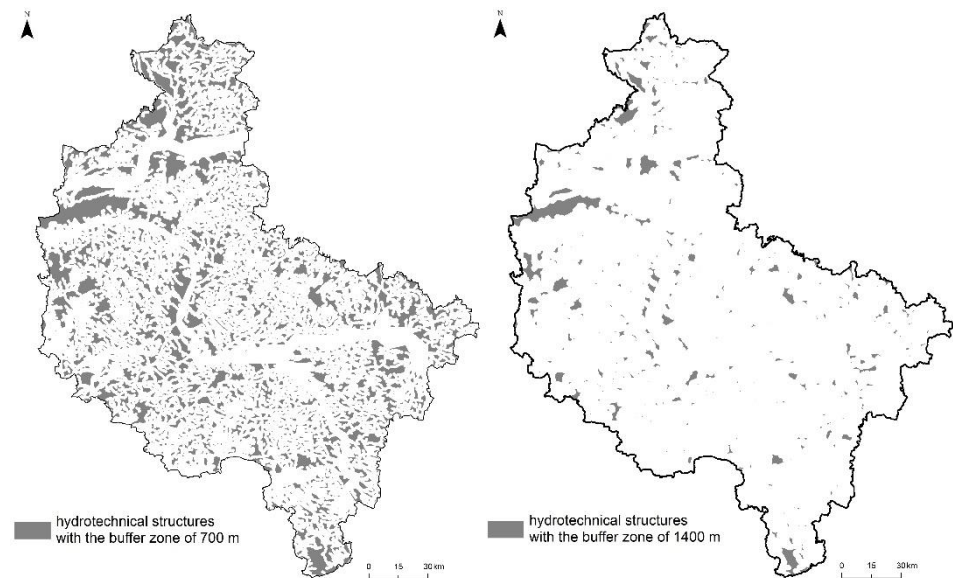 N
N
hydrotechnical structures
with the buffer zone of 700 m
0 15 30 km
hydrotechnical structures
with the buffer zone of 1400 m
0 15 30 km